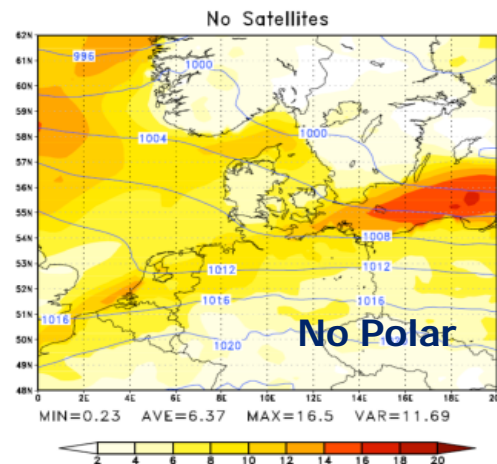 No Satellites
62N
61N
996
1000
60N
59N
58N
1004
1000
57N
56N
55N
54N
1008
53N
1012
1012
52N
1016
1016
51N
1016
50N
No Polar
1020
49N
48N
0 2E 4E 6E 8E 10E 12E 14E 16E 18E 20
MIN=0.23 AVE=6.37 MAX=16.5 VAR=11.69
2 4 6 8 10 12 14 16 18 20